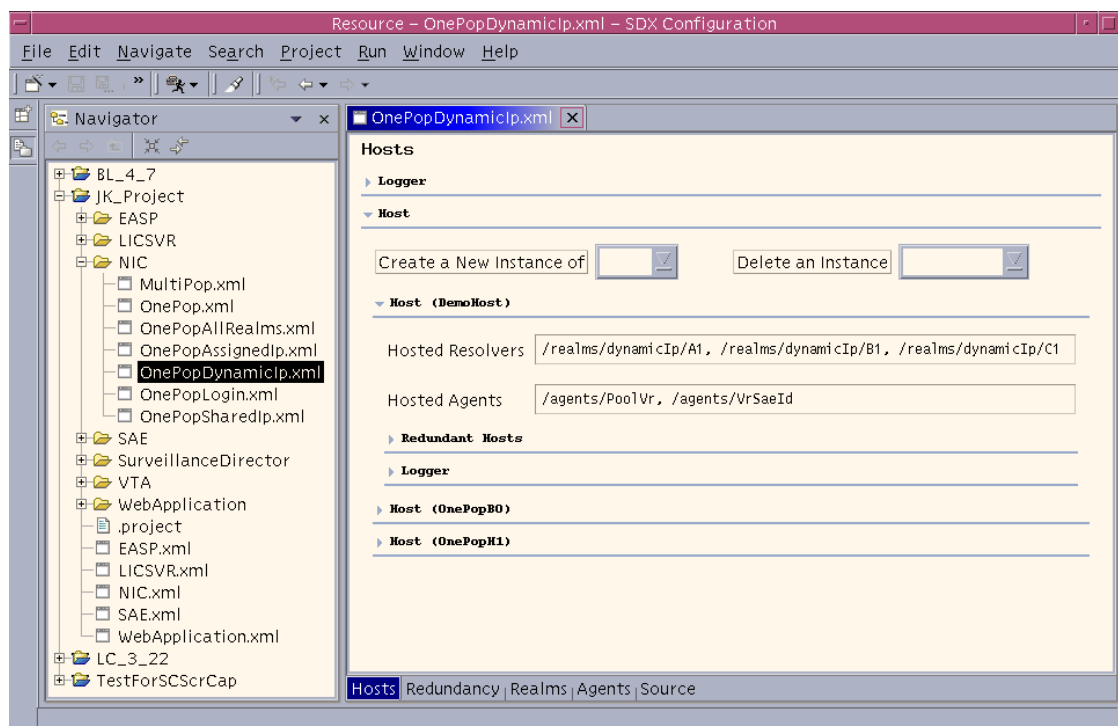 Resource – OnePopDynamicIp.xml – SDX Configuration
File Edit Navigate Search Project Run Window Help
»
Navigator
OnePopDynamicIp.xml
Hosts
BL_4_7
JK_Project
EASP
LICSVR
NIC
MultiPop.xml
OnePop.xml
OnePopAllRealms.xml
OnePopAssignedIp.xml
OnePopDynamicIp.xml
OnePopLogin.xml
OnePopSharedIp.xml
SAE
SurveillanceDirector
VTA
WebApplication
.project
EASP.xml
LICSVR.xml
NIC.xml
SAE.xml
WebApplication.xml
LC_3_22
TestForSCScrCap
Logger
Host
Create a New Instance of
Delete an Instance
Host (DemoHost)
Hosted Resolvers /realms/dynamicIp/A1, /realms/dynamicIp/B1, /realms/dynamicIp/C1
Hosted Agents /agents/PoolVr, /agents/VrSaeId
Redundant Hosts
Logger
Host (OnePopBO)
Host (OnePopH1)
Hosts Redundancy Realms Agents Source